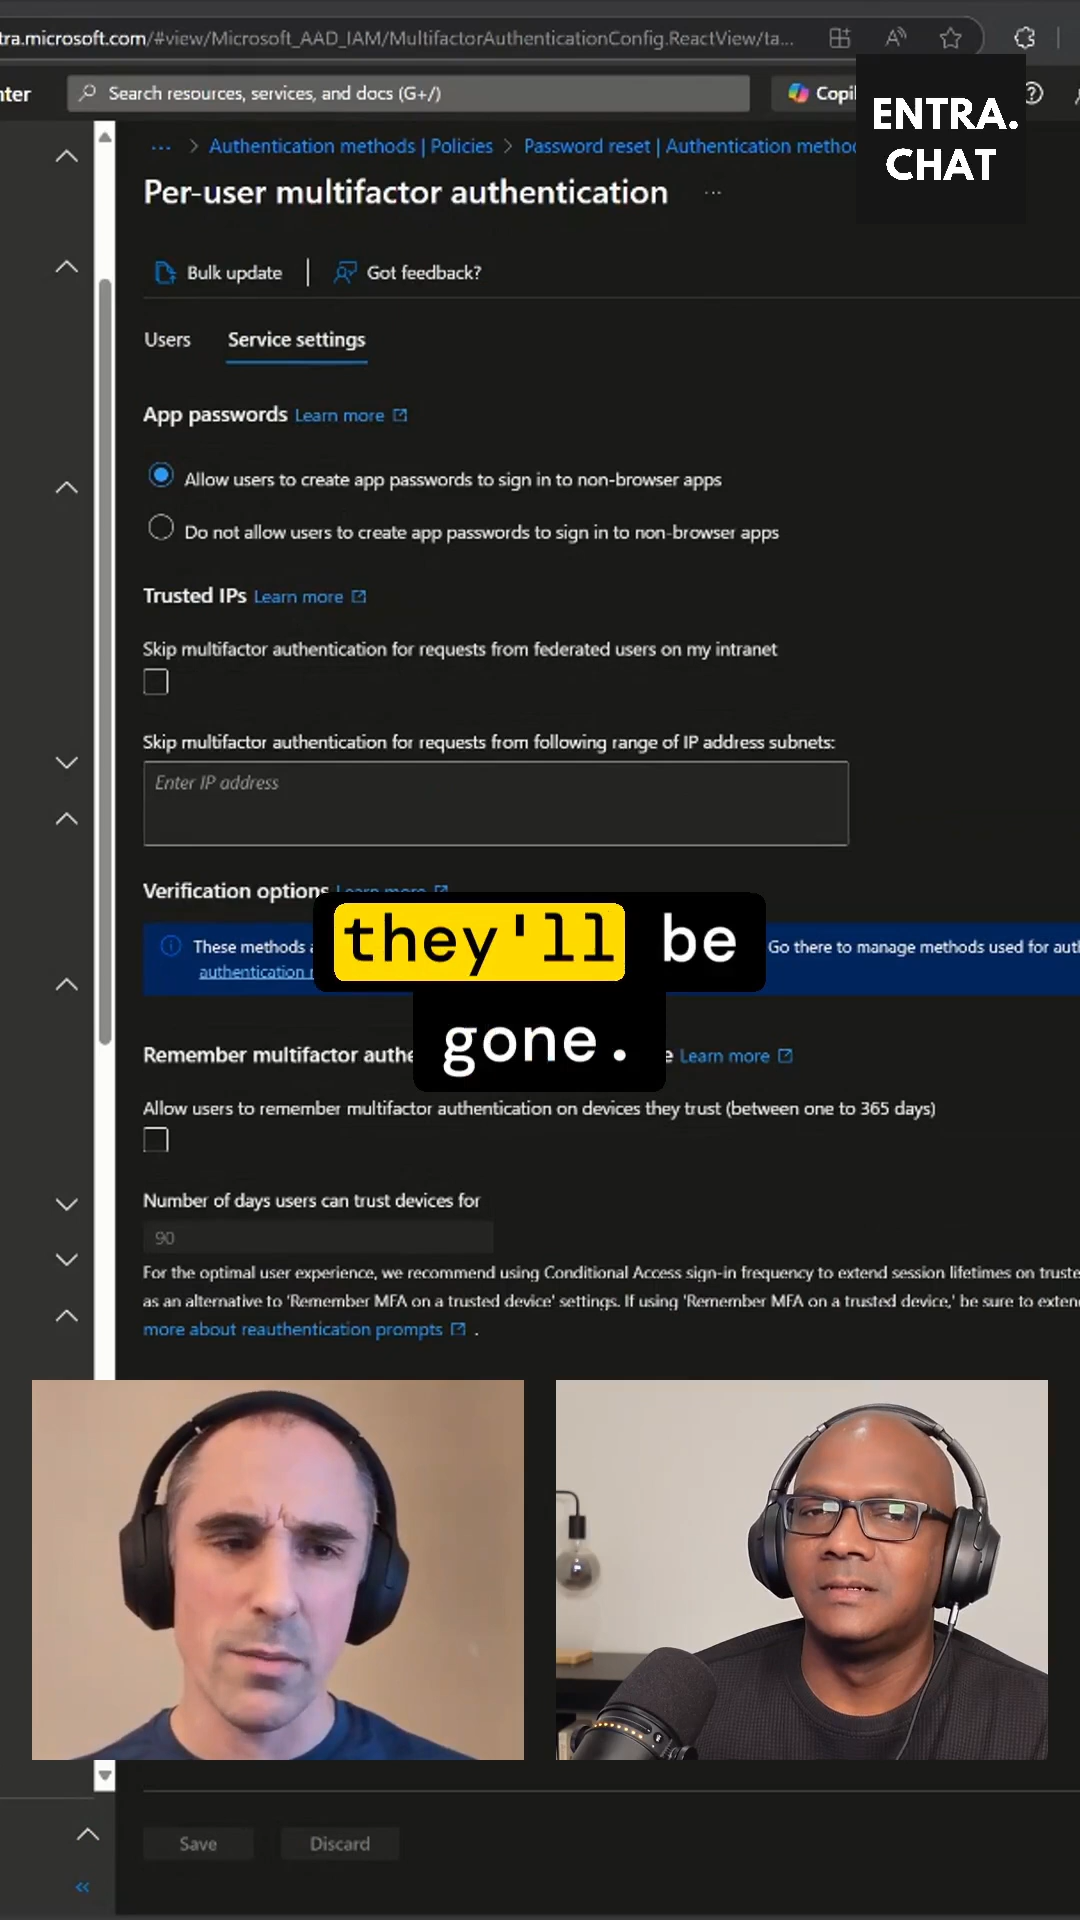 tra.microsoft.com/#view/Microsoft_AAD_IAM/MultifactorAuthenticationConfig.ReactView/ta...
nter
Search resources, services, and docs (G+/)
Copil
ENTRA.
CHAT
... > Authentication methods | Policies > Password reset | Authentication metho
Per-user multifactor authentication ...
Bulk update | Got feedback?
Users Service settings
App passwords Learn more
Allow users to create app passwords to sign in to non-browser apps
Do not allow users to create app passwords to sign in to non-browser apps
Trusted IPs Learn more
Skip multifactor authentication for requests from federated users on my intranet
Skip multifactor authentication for requests from following range of IP address subnets:
Enter IP address
Verification options Learn more
These methods Go there to manage methods used for aut
authentication
they'll be
gone.
Remember multifactor authe e Learn more
Allow users to remember multifactor authentication on devices they trust (between one to 365 days)
Number of days users can trust devices for
90
For the optimal user experience, we recommend using Conditional Access sign-in frequency to extend session lifetimes on truste
as an alternative to 'Remember MFA on a trusted device' settings. If using 'Remember MFA on a trusted device,' be sure to exten
more about reauthentication prompts .
Save Discard